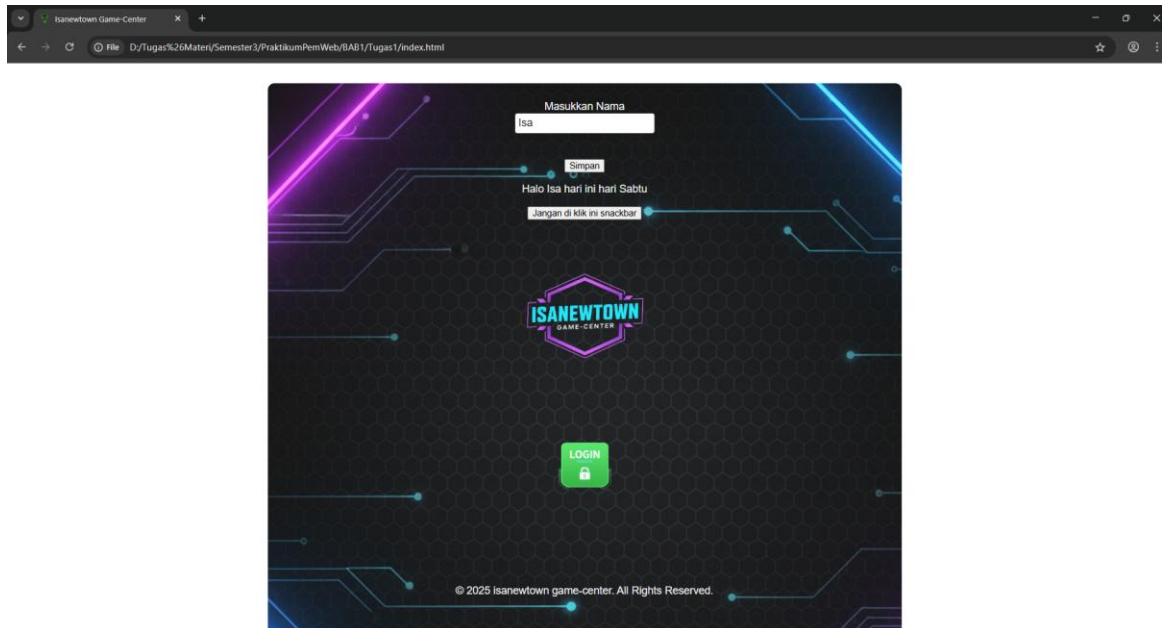 Isanewtown Game-Center
File D:/Tugas%26Materi/Semester3/PraktikumPemWeb/BAB1/Tugas1/index.html
Masukkan Nama
Isa
Simpan
Halo Isa hari ini hari Sabtu
Jangan di klik ini snackbar
ISANEWTOWN
GAME-CENTER
LOGIN
© 2025 isanewtown game-center. All Rights Reserved.